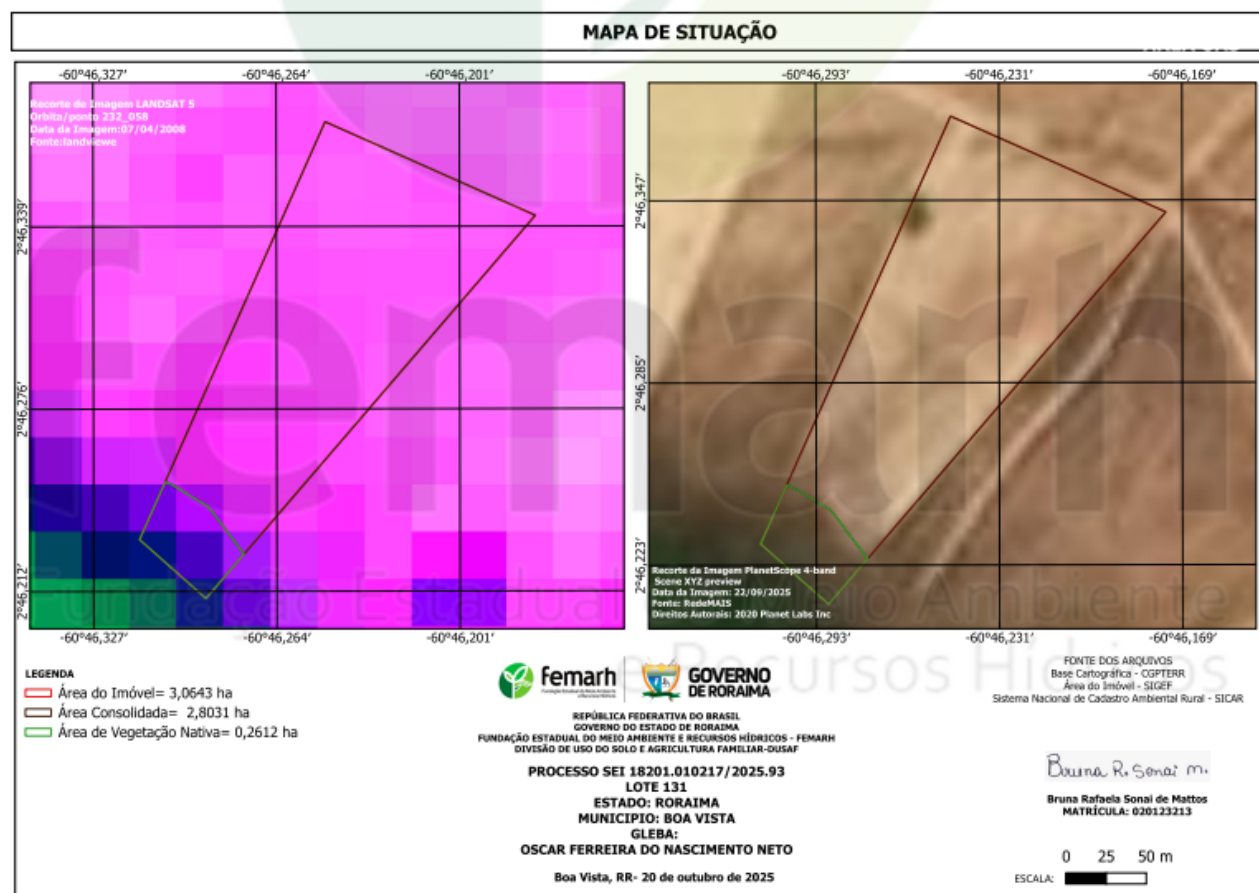 MAPA DE SITUAÇÃO
-60°46,327' -60°46,264' -60°46,201'
-60°46,293' -60°46,231' -60°46,169'
Recorte de Imagem LANDSAT 5
Orbita/ponto 232_058
Data da Imagem:07/04/2008
Fonte:landviewe
2°46,339'
2°46,276'
2°46,212'
2°46,347'
2°46,285'
2°46,223'
femarh
Fundação Estadual do Meio Ambiente
e Recursos Hídricos
Recorte da Imagem PlanetScope 4-band
Scene XYZ preview
Data da Imagem: 22/09/2025
Fonte: RedeMAIS
Direitos Autorais: 2020 Planet Labs Inc
-60°46,327' -60°46,264' -60°46,201'
-60°46,293' -60°46,231' -60°46,169'
LEGENDA
Área do Imóvel= 3,0643 ha
Área Consolidada= 2,8031 ha
Área de Vegetação Nativa= 0,2612 ha
femarh
GOVERNO
DE RORAIMA
REPÚBLICA FEDERATIVA DO BRASIL
GOVERNO DO ESTADO DE RORAIMA
FUNDAÇÃO ESTADUAL DO MEIO AMBIENTE E RECURSOS HÍDRICOS - FEMARH
DIVISÃO DE USO DO SOLO E AGRICULTURA FAMILIAR-DUSAF
PROCESSO SEI 18201.010217/2025.93
LOTE 131
ESTADO: RORAIMA
MUNICIPIO: BOA VISTA
GLEBA:
OSCAR FERREIRA DO NASCIMENTO NETO
Boa Vista, RR- 20 de outubro de 2025
FONTE DOS ARQUIVOS
Base Cartográfica - CGPTERR
Área do Imóvel - SIGEF
Sistema Nacional de Cadastro Ambiental Rural - SICAR
Bruna R. Sonai m.
Bruna Rafaela Sonai de Mattos
MATRÍCULA: 020123213
0 25 50 m
ESCALA: